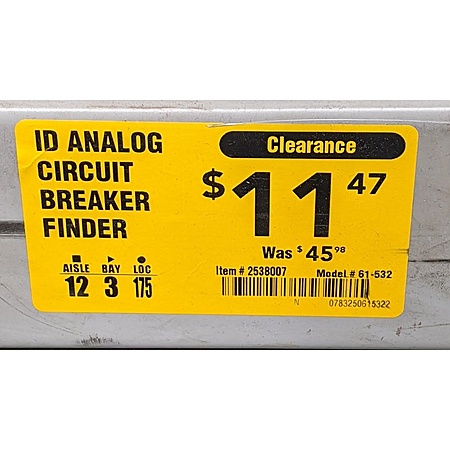 ID ANALOG
CIRCUIT
BREAKER
FINDER
AISLE BAY LOC
12 3 175
Clearance
$11 47
Was $45 98
Item # 2538007 Model # 61-532
N 0783250615322